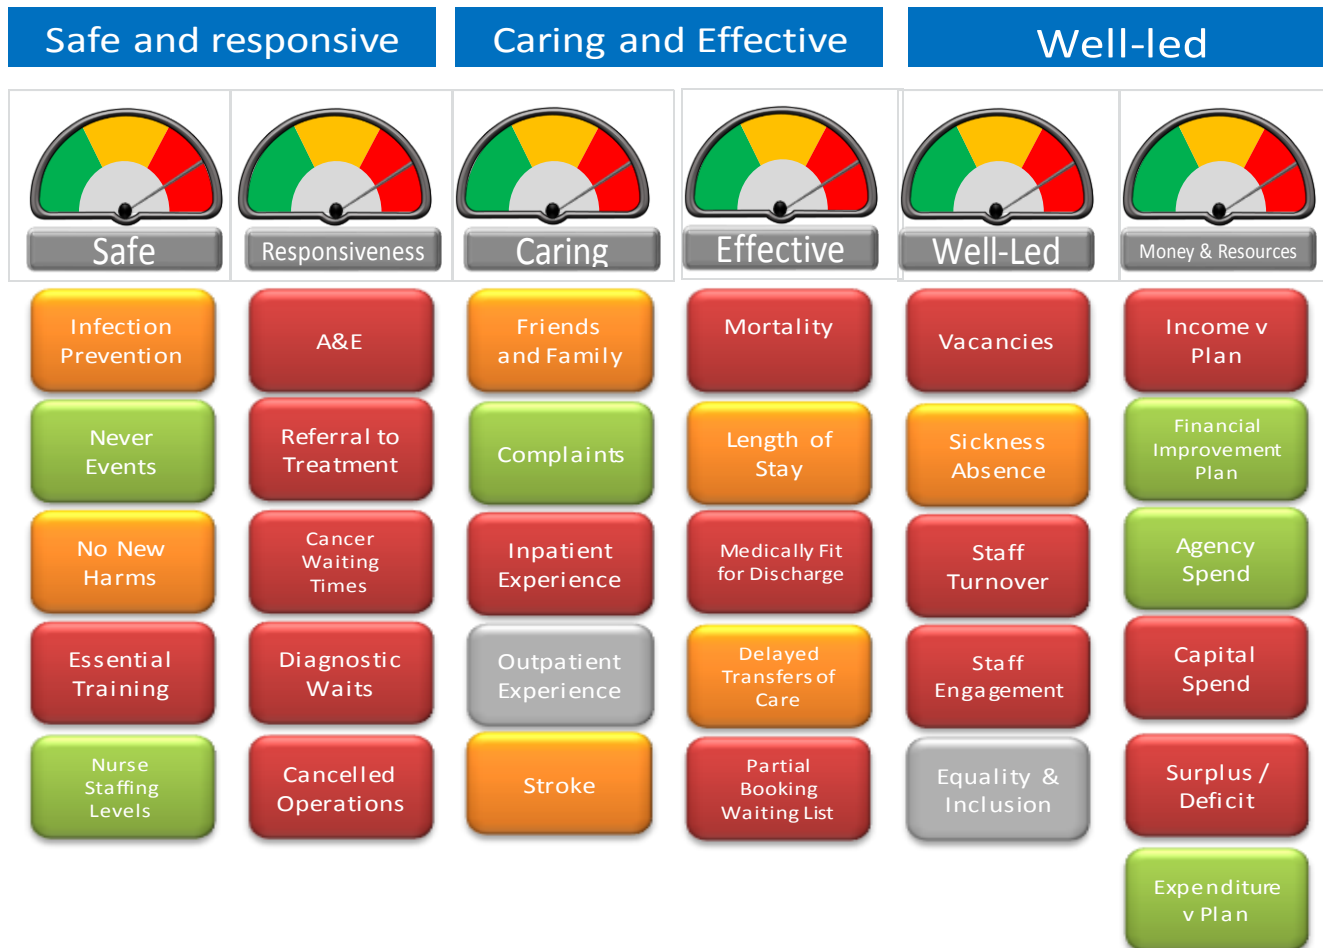 Safe and responsive
Caring and Effective
Well-led
Safe
Responsiveness
Caring
Effective
Well-Led
Money & Resources
Infection
Prevention
Never
Events
No New
Harms
Essential
Training
Nurse
Staffing
Levels
A&E
Referral to
Treatment
Cancer
Waiting
Times
Diagnostic
Waits
Cancelled
Operations
Friends
and Family
Complaints
Inpatient
Experience
Outpatient
Experience
Stroke
Mortality
Length of
Stay
Medically Fit
for Discharge
Delayed
Transfers of
Care
Partial
Booking
Waiting List
Vacancies
Sickness
Absence
Staff
Turnover
Staff
Engagement
Equality &
Inclusion
Income v
Plan
Financial
Improvement
Plan
Agency
Spend
Capital
Spend
Surplus /
Deficit
Expenditure
v Plan